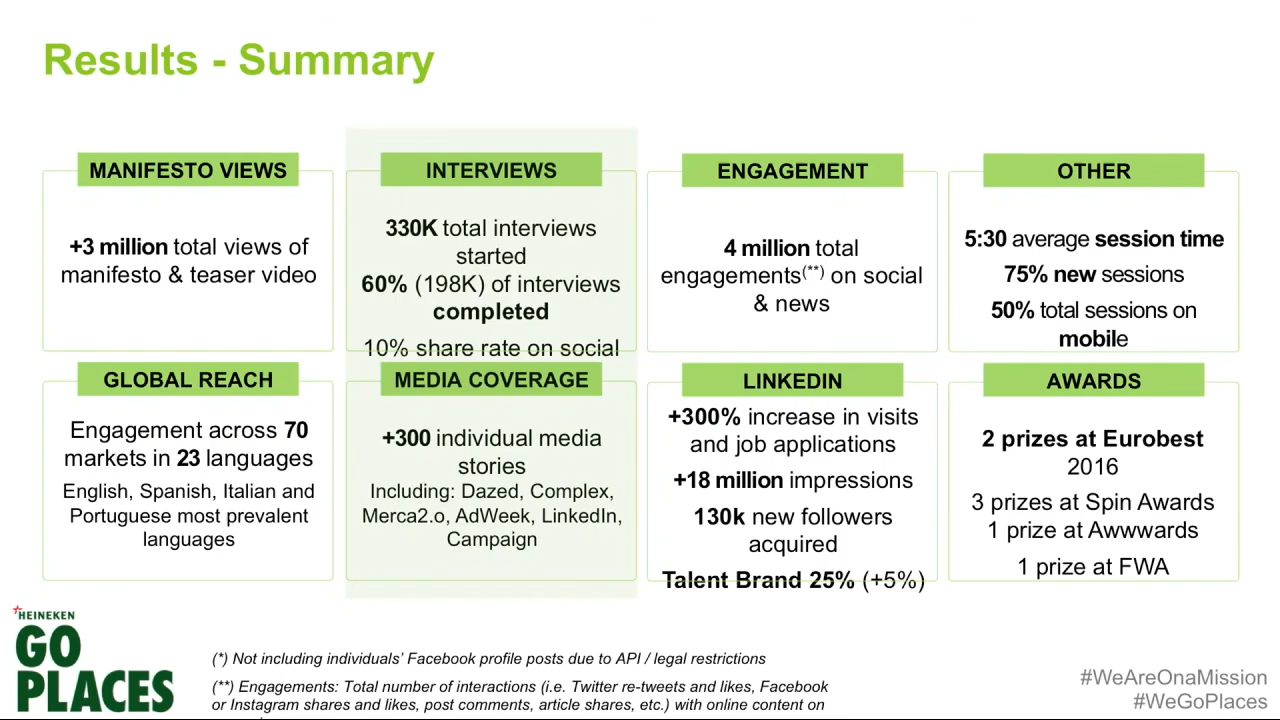 Results - Summary
MANIFESTO VIEWS
+3 million total views of
manifesto & teaser video
INTERVIEWS
330K total interviews
started
60% (198K) of interviews
completed
10% share rate on social
ENGAGEMENT
4 million total
engagements(**) on social
& news
OTHER
5:30 average session time
75% new sessions
50% total sessions on
mobile
GLOBAL REACH
Engagement across 70
markets in 23 languages
English, Spanish, Italian and
Portuguese most prevalent
languages
MEDIA COVERAGE
+300 individual media
stories
Including: Dazed, Complex,
Merca2.o, AdWeek, LinkedIn,
Campaign
LINKEDIN
+300% increase in visits
and job applications
+18 million impressions
130k new followers
acquired
Talent Brand 25% (+5%)
AWARDS
2 prizes at Eurobest
2016
3 prizes at Spin Awards
1 prize at Awwwards
1 prize at FWA
HEINEKEN
GO
PLACES
(*) Not including individuals' Facebook profile posts due to API / legal restrictions
(**) Engagements: Total number of interactions (i.e. Twitter re-tweets and likes, Facebook
or Instagram shares and likes, post comments, article shares, etc.) with online content on
#WeAreOnaMission
#WeGoPlaces